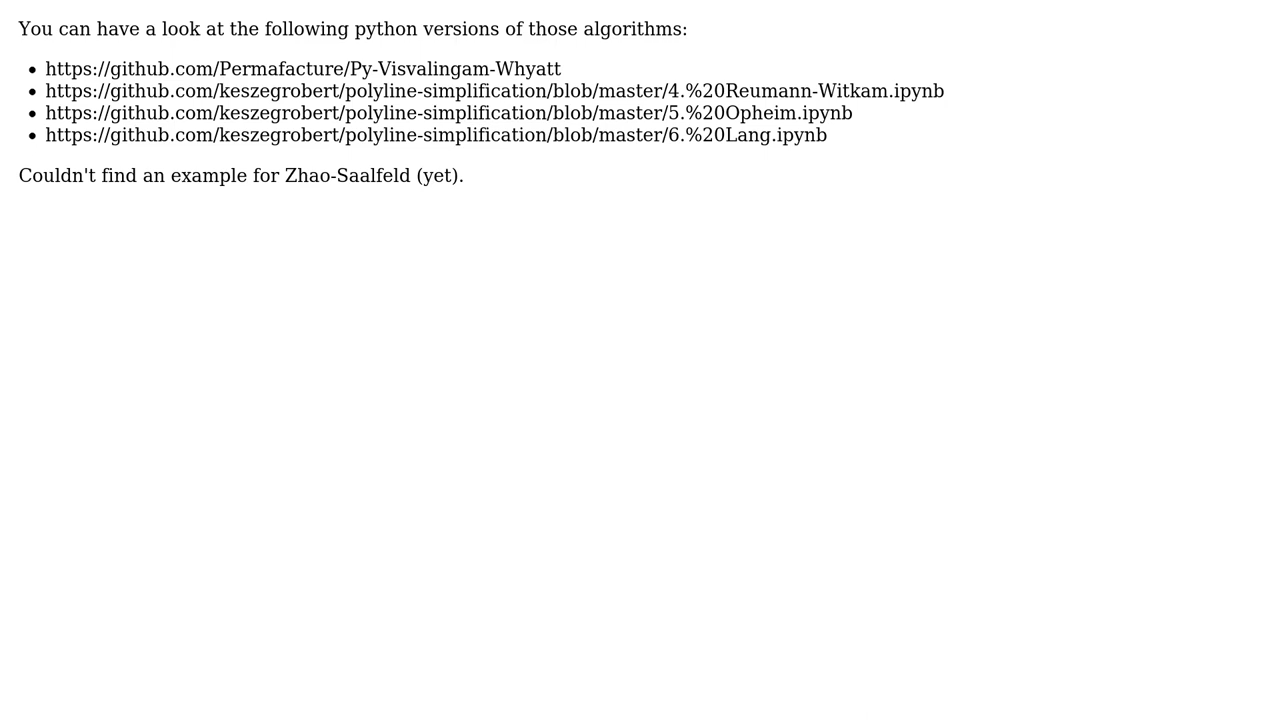 You can have a look at the following python versions of those algorithms:
• https://github.com/Permafacture/Py-Visvalingam-Whyatt
• https://github.com/keszegrobert/polyline-simplification/blob/master/4.%20Reumann-Witkam.ipynb
• https://github.com/keszegrobert/polyline-simplification/blob/master/5.%20Opheim.ipynb
• https://github.com/keszegrobert/polyline-simplification/blob/master/6.%20Lang.ipynb
Couldn't find an example for Zhao-Saalfeld (yet).